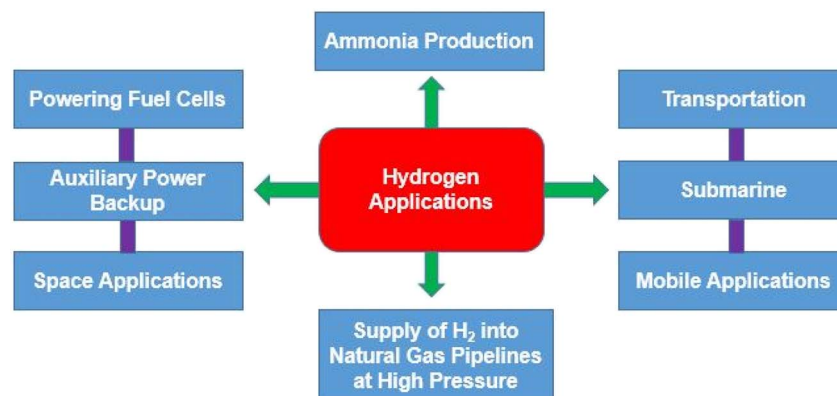 Ammonia Production
Powering Fuel Cells
Transportation
Hydrogen
Applications
Auxiliary Power
Backup
Submarine
Space Applications
Mobile Applications
Supply of H₂ into
Natural Gas Pipelines
at High Pressure